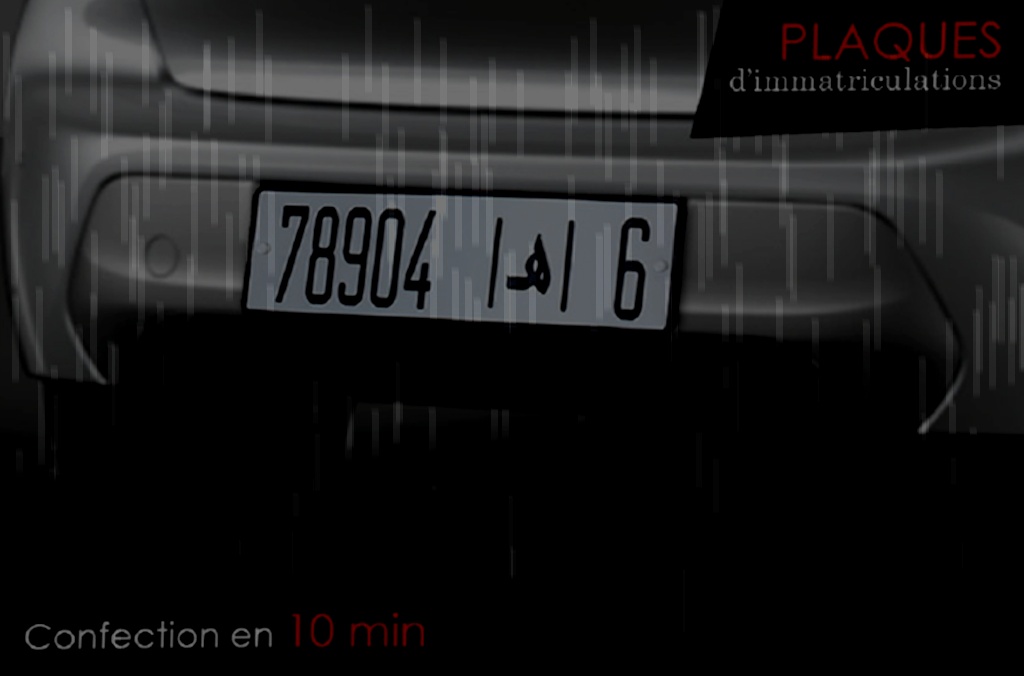 PLAQUES
d'immatriculations
78904 | هـ | 6
Confection en 10 min